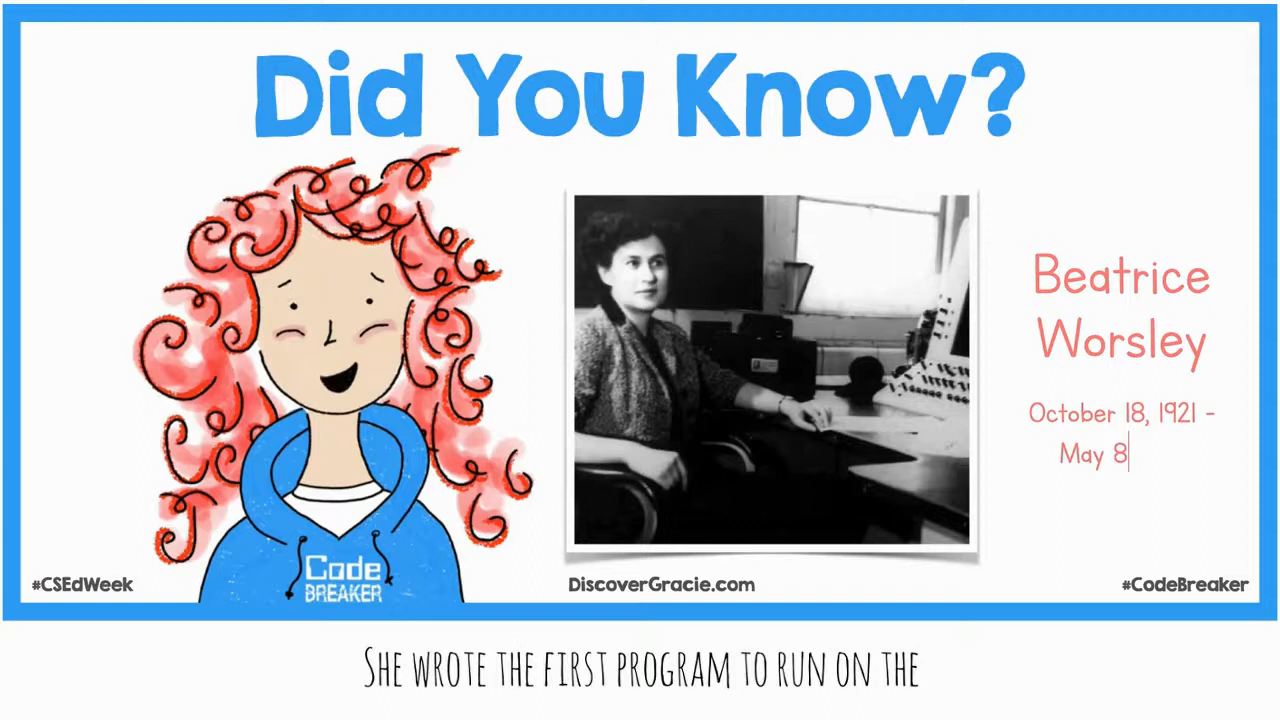 Did You Know?
Beatrice
Worsley
October 18, 1921 -
May 8
Code
BREAKER
#CSEdWeek
DiscoverGracie.com
#CodeBreaker
SHE WROTE THE FIRST PROGRAM TO RUN ON THE